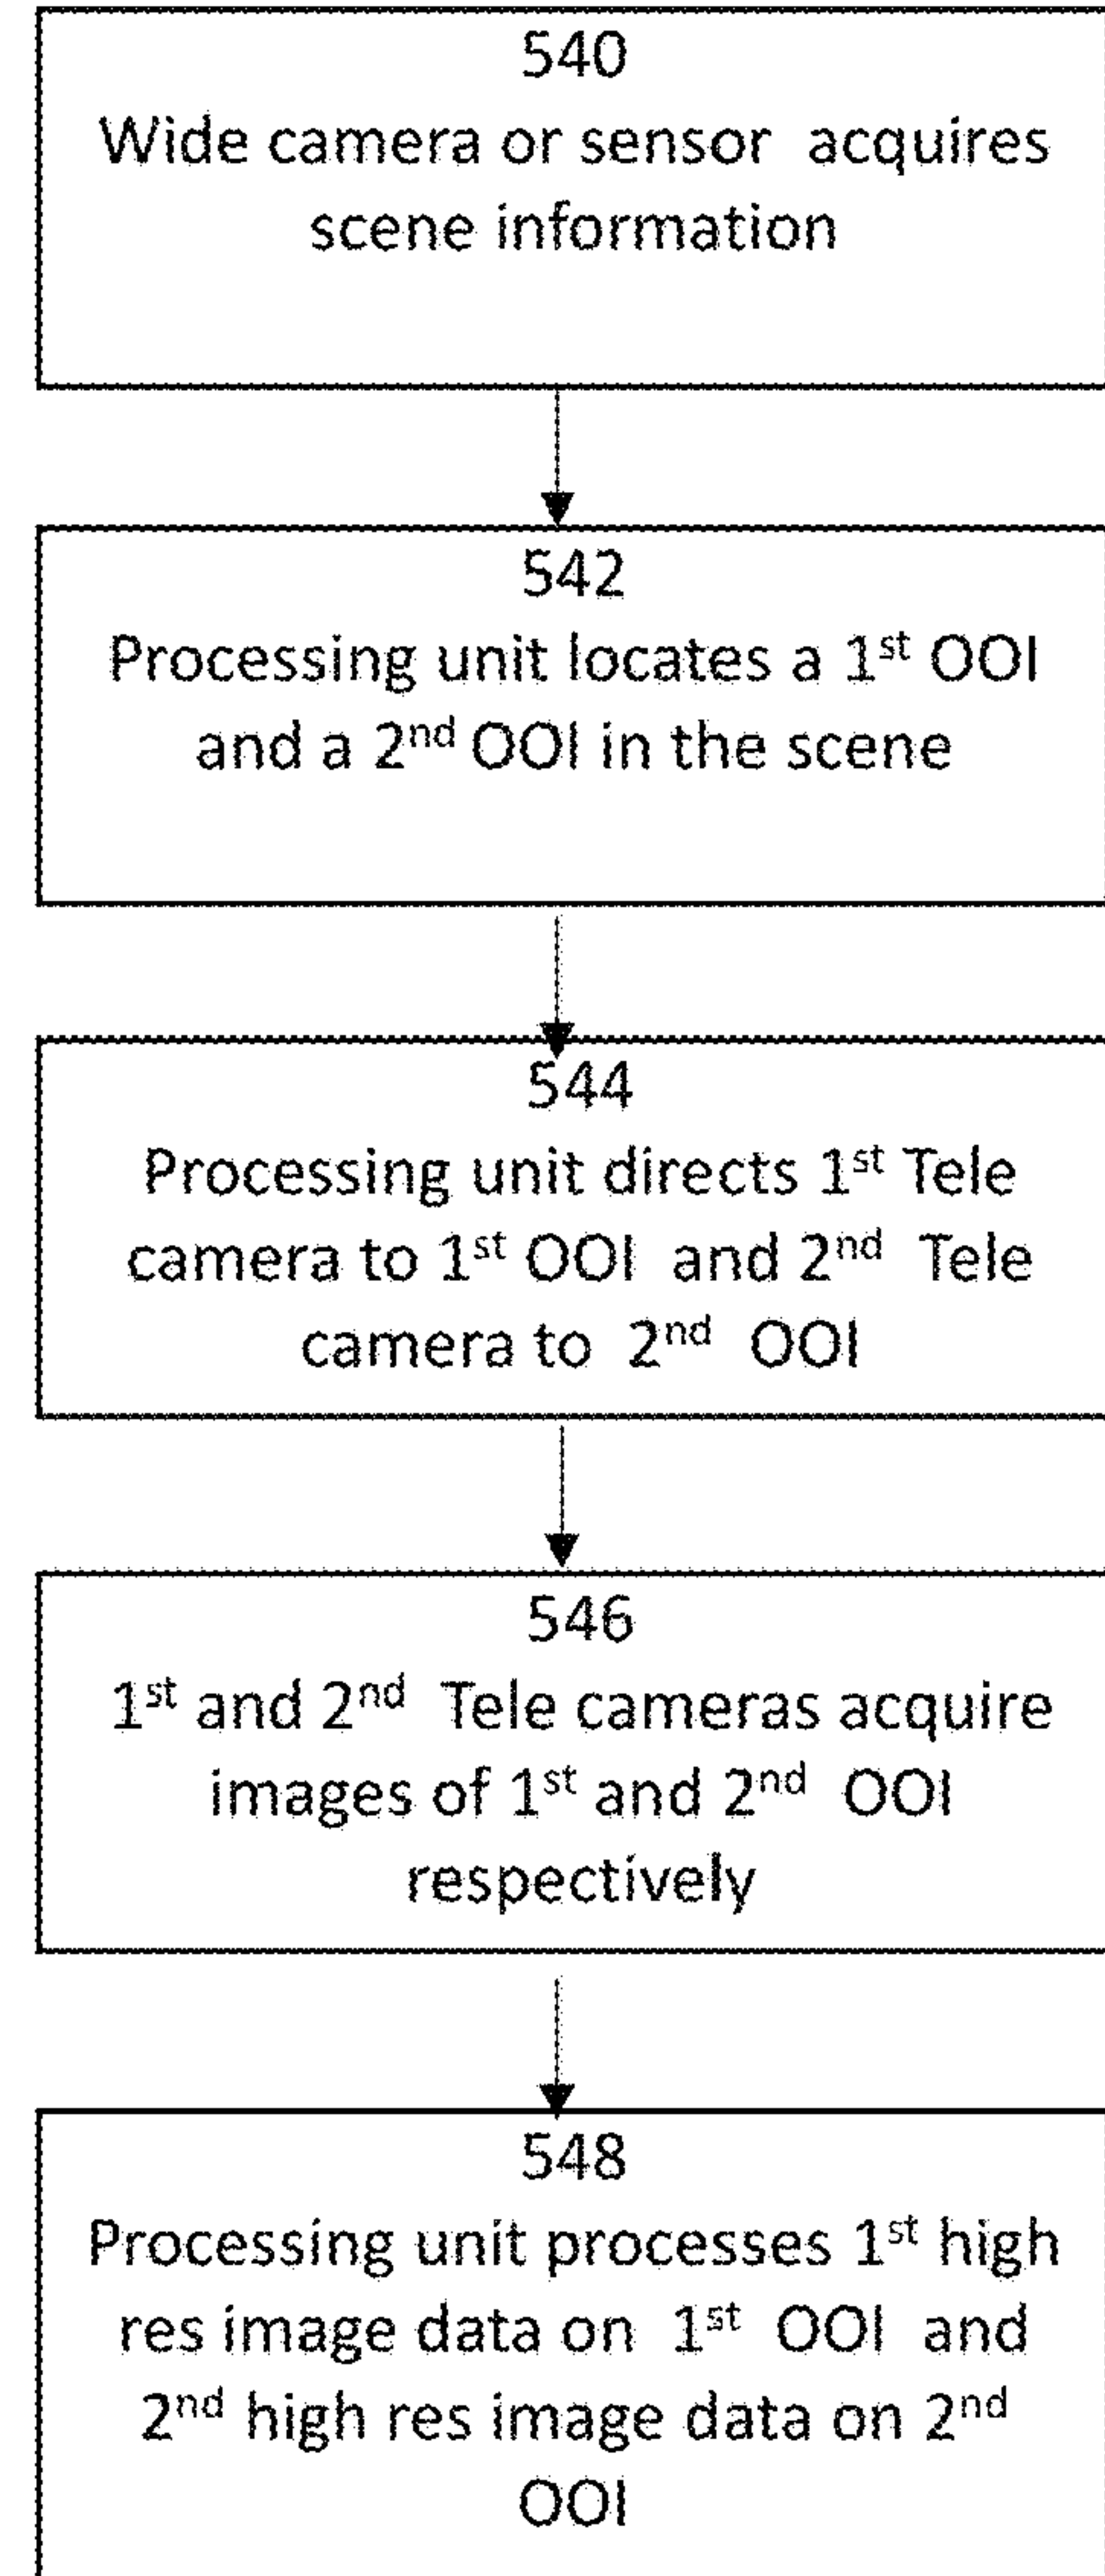 540
Wide camera or sensor acquires
scene information
542
Processing unit locates a 1st OOI
and a 2nd OOI in the scene
544
Processing unit directs 1st Tele
camera to 1st OOI and 2nd Tele
camera to 2nd OOI
546
1st and 2nd Tele cameras acquire
images of 1st and 2nd OOI
respectively
548
Processing unit processes 1st high
res image data on 1st OOI and
2nd high res image data on 2nd
OOI